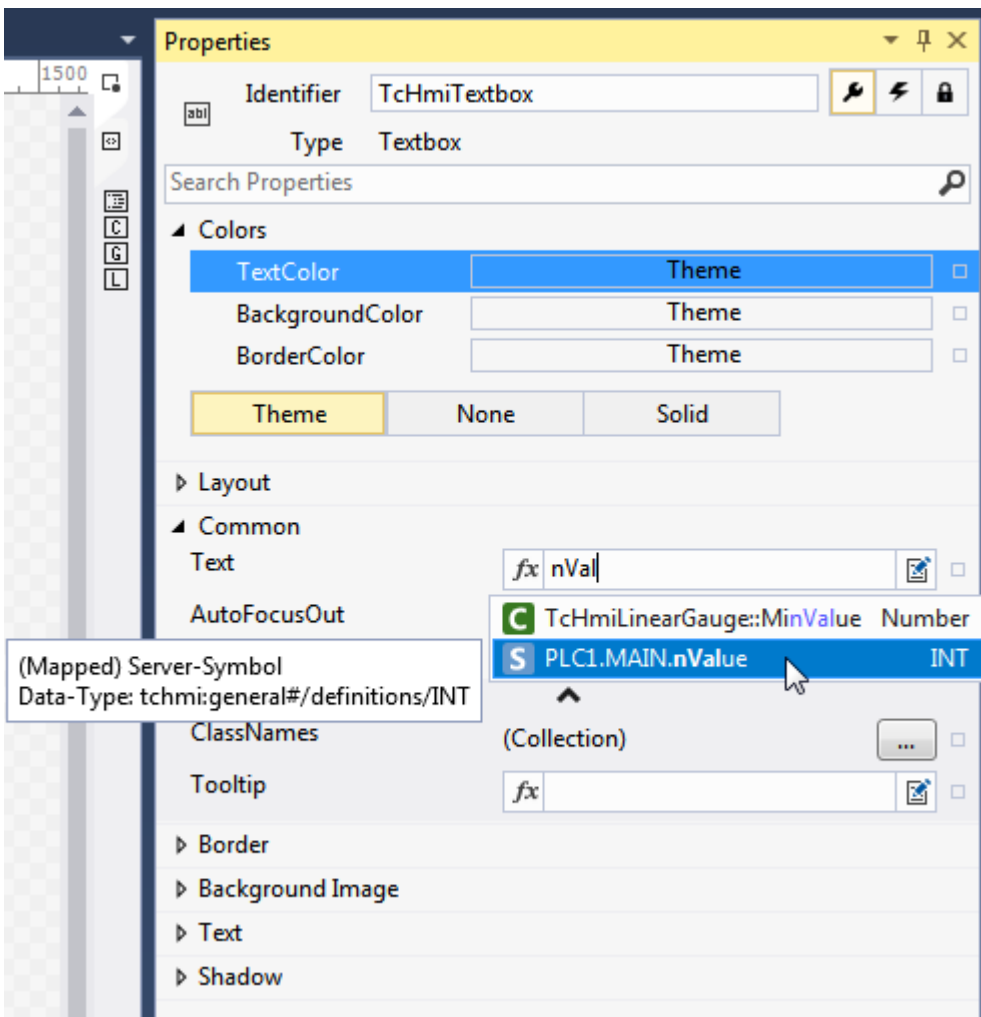 Properties
1500
Identifier TcHmiTextbox
abl
Type Textbox
Search Properties
Colors
TextColor Theme
BackgroundColor Theme
BorderColor Theme
Theme None Solid
Layout
Common
Text fx nVal
AutoFocusOut
C TcHmiLinearGauge::MinValue Number
S PLC1.MAIN.nValue INT
(Mapped) Server-Symbol
Data-Type: tchmi:general#/definitions/INT
ClassNames (Collection) ...
Tooltip fx
Border
Background Image
Text
Shadow
C
G
L